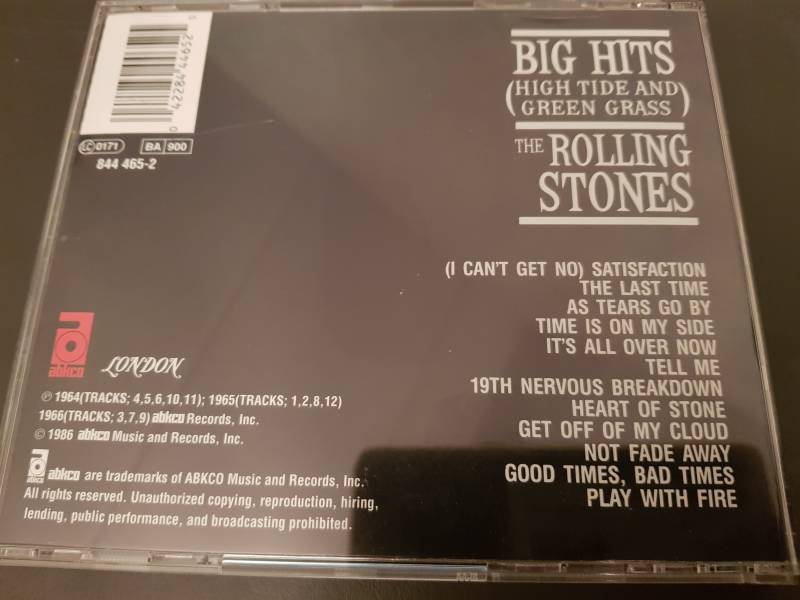 0 42284 44652 5
LC 0171 BA 900
844 465-2
BIG HITS
(HIGH TIDE AND
GREEN GRASS)
THE ROLLING
STONES
(I CAN'T GET NO) SATISFACTION
THE LAST TIME
AS TEARS GO BY
TIME IS ON MY SIDE
IT'S ALL OVER NOW
TELL ME
19TH NERVOUS BREAKDOWN
HEART OF STONE
GET OFF OF MY CLOUD
NOT FADE AWAY
GOOD TIMES, BAD TIMES
PLAY WITH FIRE
abkco
LONDON
℗ 1964(TRACKS; 4,5,6,10,11); 1965(TRACKS; 1,2,8,12)
1966(TRACKS; 3,7,9) abkco Records, Inc.
© 1986 abkco Music and Records, Inc.
abkco are trademarks of ABKCO Music and Records, Inc.
All rights reserved. Unauthorized copying, reproduction, hiring,
lending, public performance, and broadcasting prohibited.